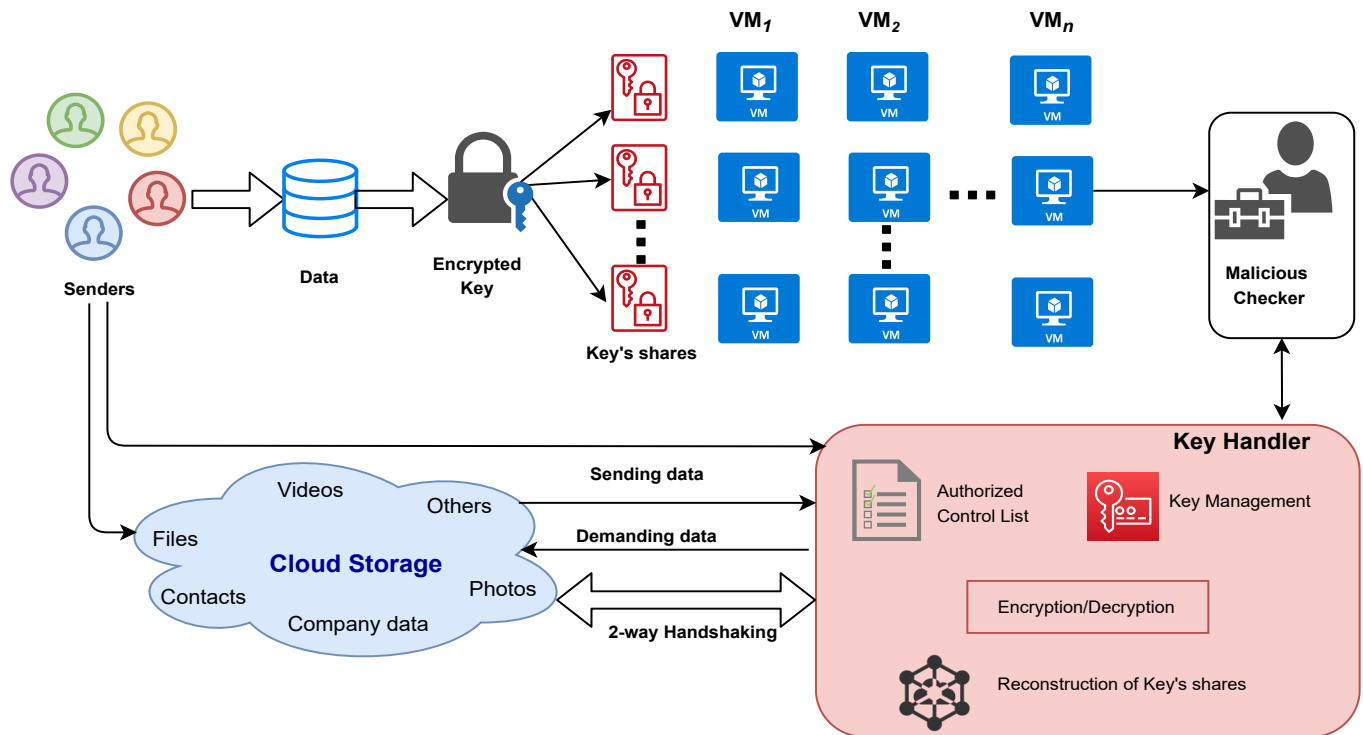 VM1 VM2 VMn
VM VM VM
VM VM VM
VM VM VM
Senders
Data
Encrypted
Key
Key's shares
Malicious
Checker
Key Handler
Sending data
Demanding data
2-way Handshaking
Videos
Others
Files
Cloud Storage
Contacts
Photos
Company data
Authorized
Control List
Key Management
Encryption/Decryption
Reconstruction of Key's shares